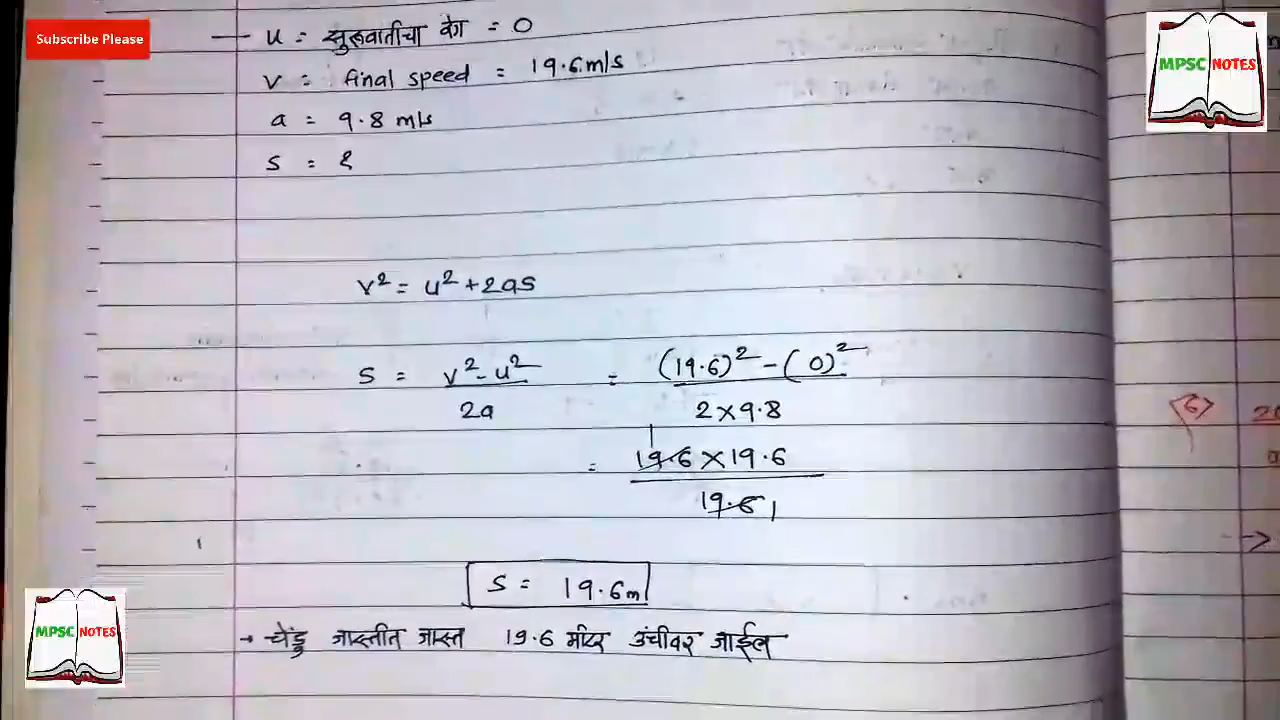 Subscribe Please
MPSC NOTES
u = सुरुवातीचा वेग = 0
v = final speed = 19.6 m/s
a = 9.8 m/s
s = ?
v² = u² + 2as
s = v² - u² / 2a = (19.6)² - (0)² / 2 × 9.8
= 19.6 × 19.6 / 19.6 1
s = 19.6 m
→ चेंडू जास्तीत जास्त 19.6 मीटर उंचीवर जाईल
MPSC NOTES
(6)